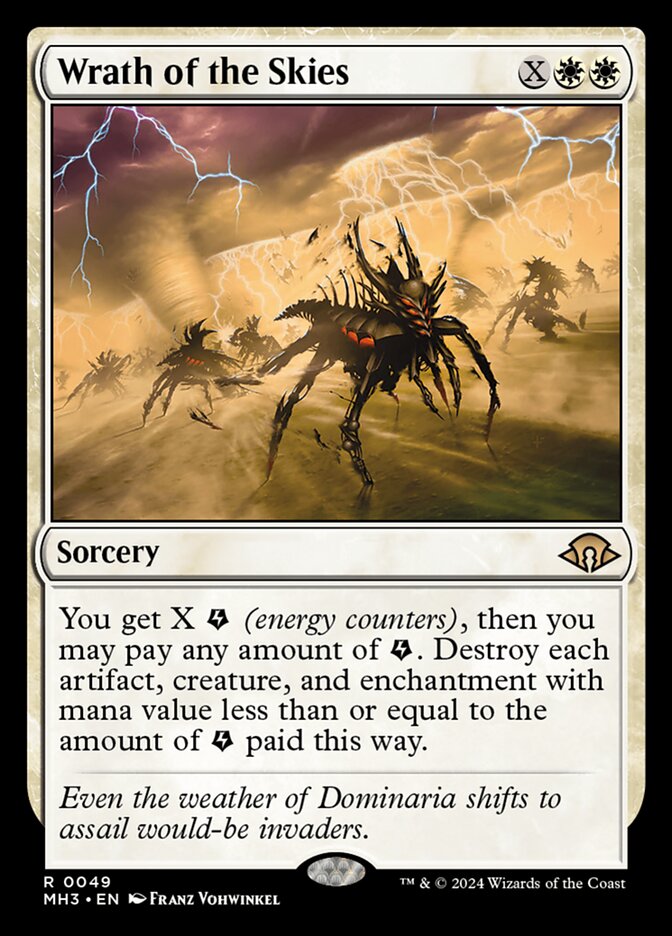 Wrath of the Skies X
Sorcery
You get X (energy counters), then you
may pay any amount of . Destroy each
artifact, creature, and enchantment with
mana value less than or equal to the
amount of paid this way.
Even the weather of Dominaria shifts to
assail would-be invaders.
R 0049
MH3 • EN Franz Vohwinkel
™ & © 2024 Wizards of the Coast